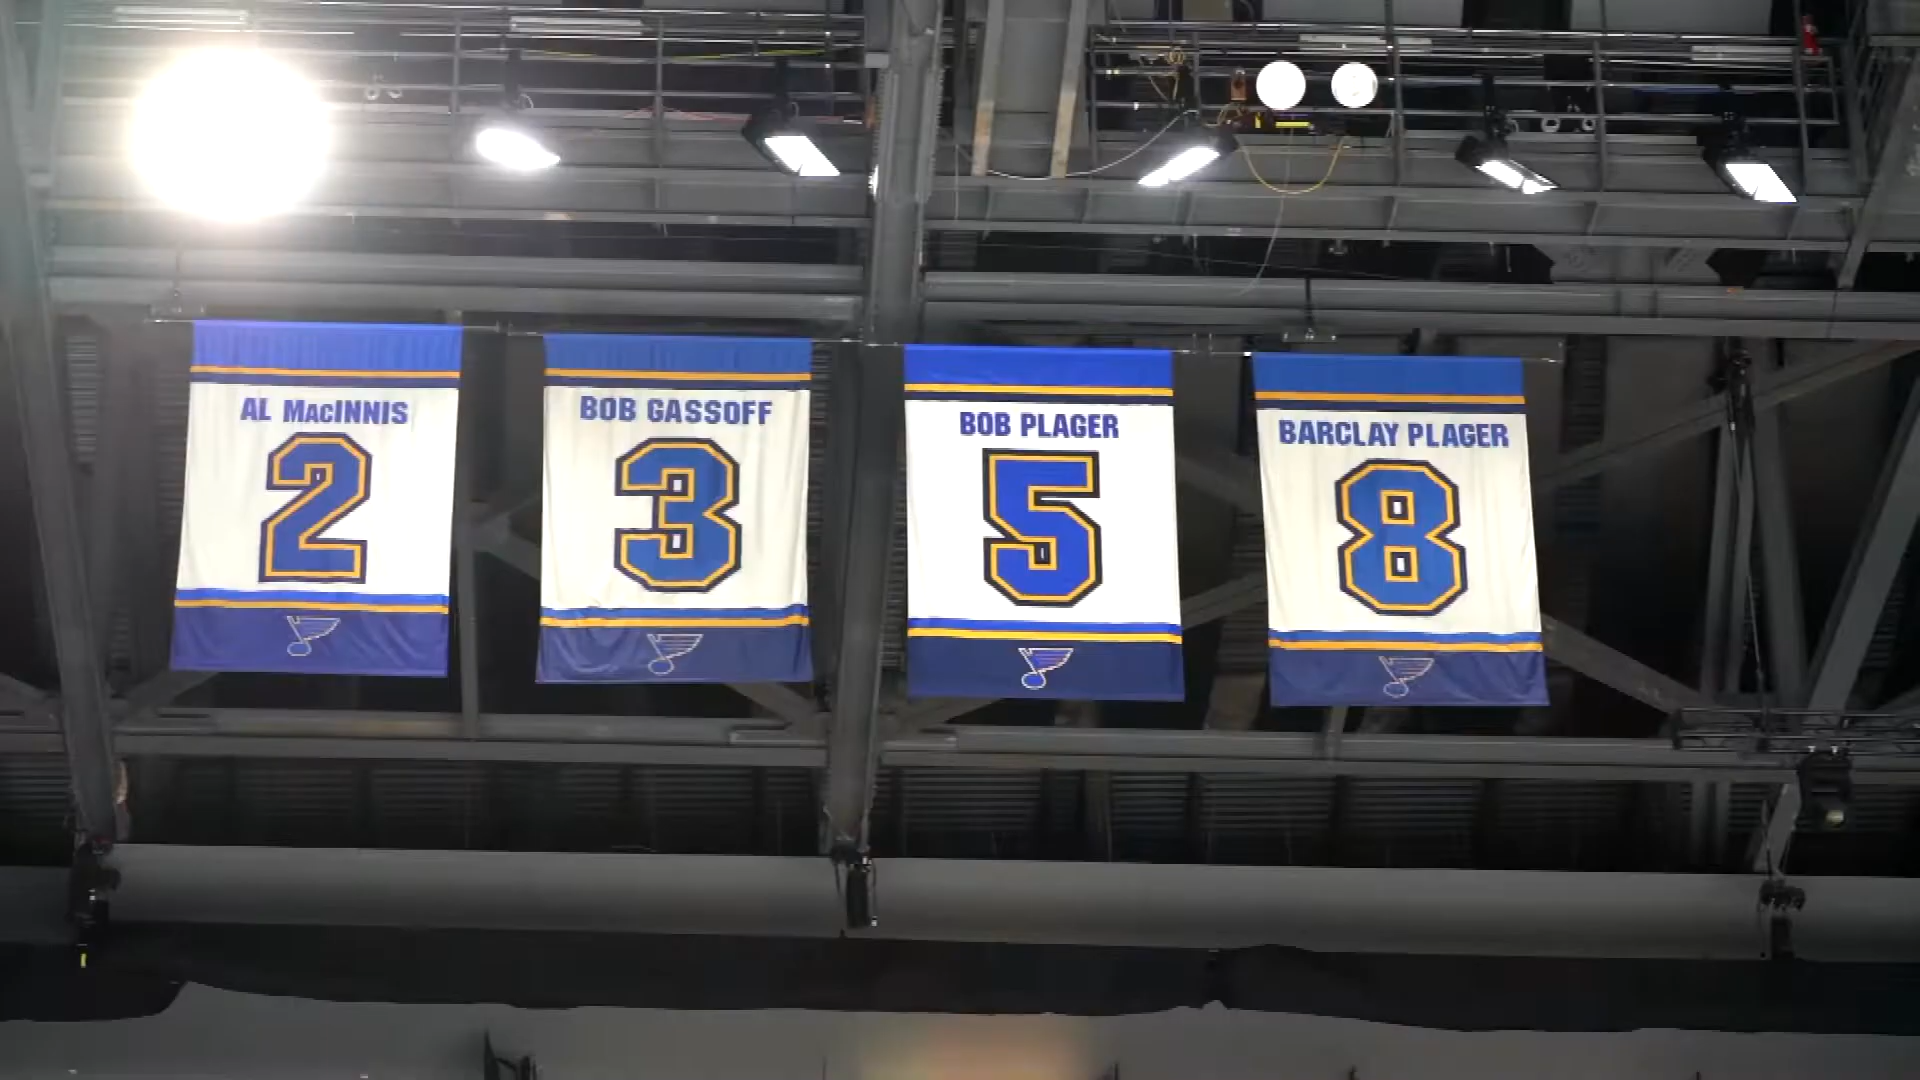 AL MacINNIS
2
BOB GASSOFF
3
BOB PLAGER
5
BARCLAY PLAGER
8